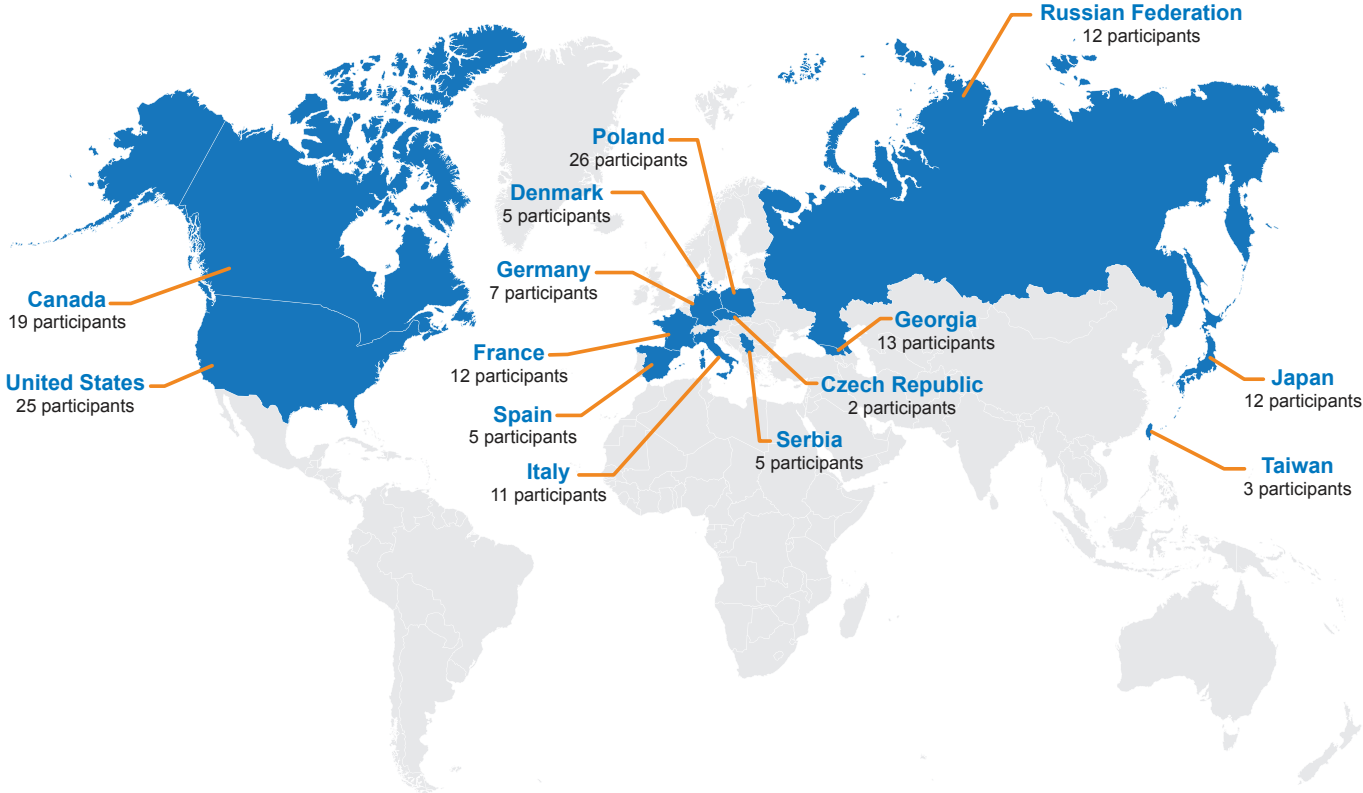 Russian Federation
12 participants
Poland
26 participants
Denmark
5 participants
Germany
7 participants
Canada
19 participants
Georgia
13 participants
France
12 participants
United States
25 participants
Czech Republic
2 participants
Japan
12 participants
Spain
5 participants
Serbia
5 participants
Italy
11 participants
Taiwan
3 participants